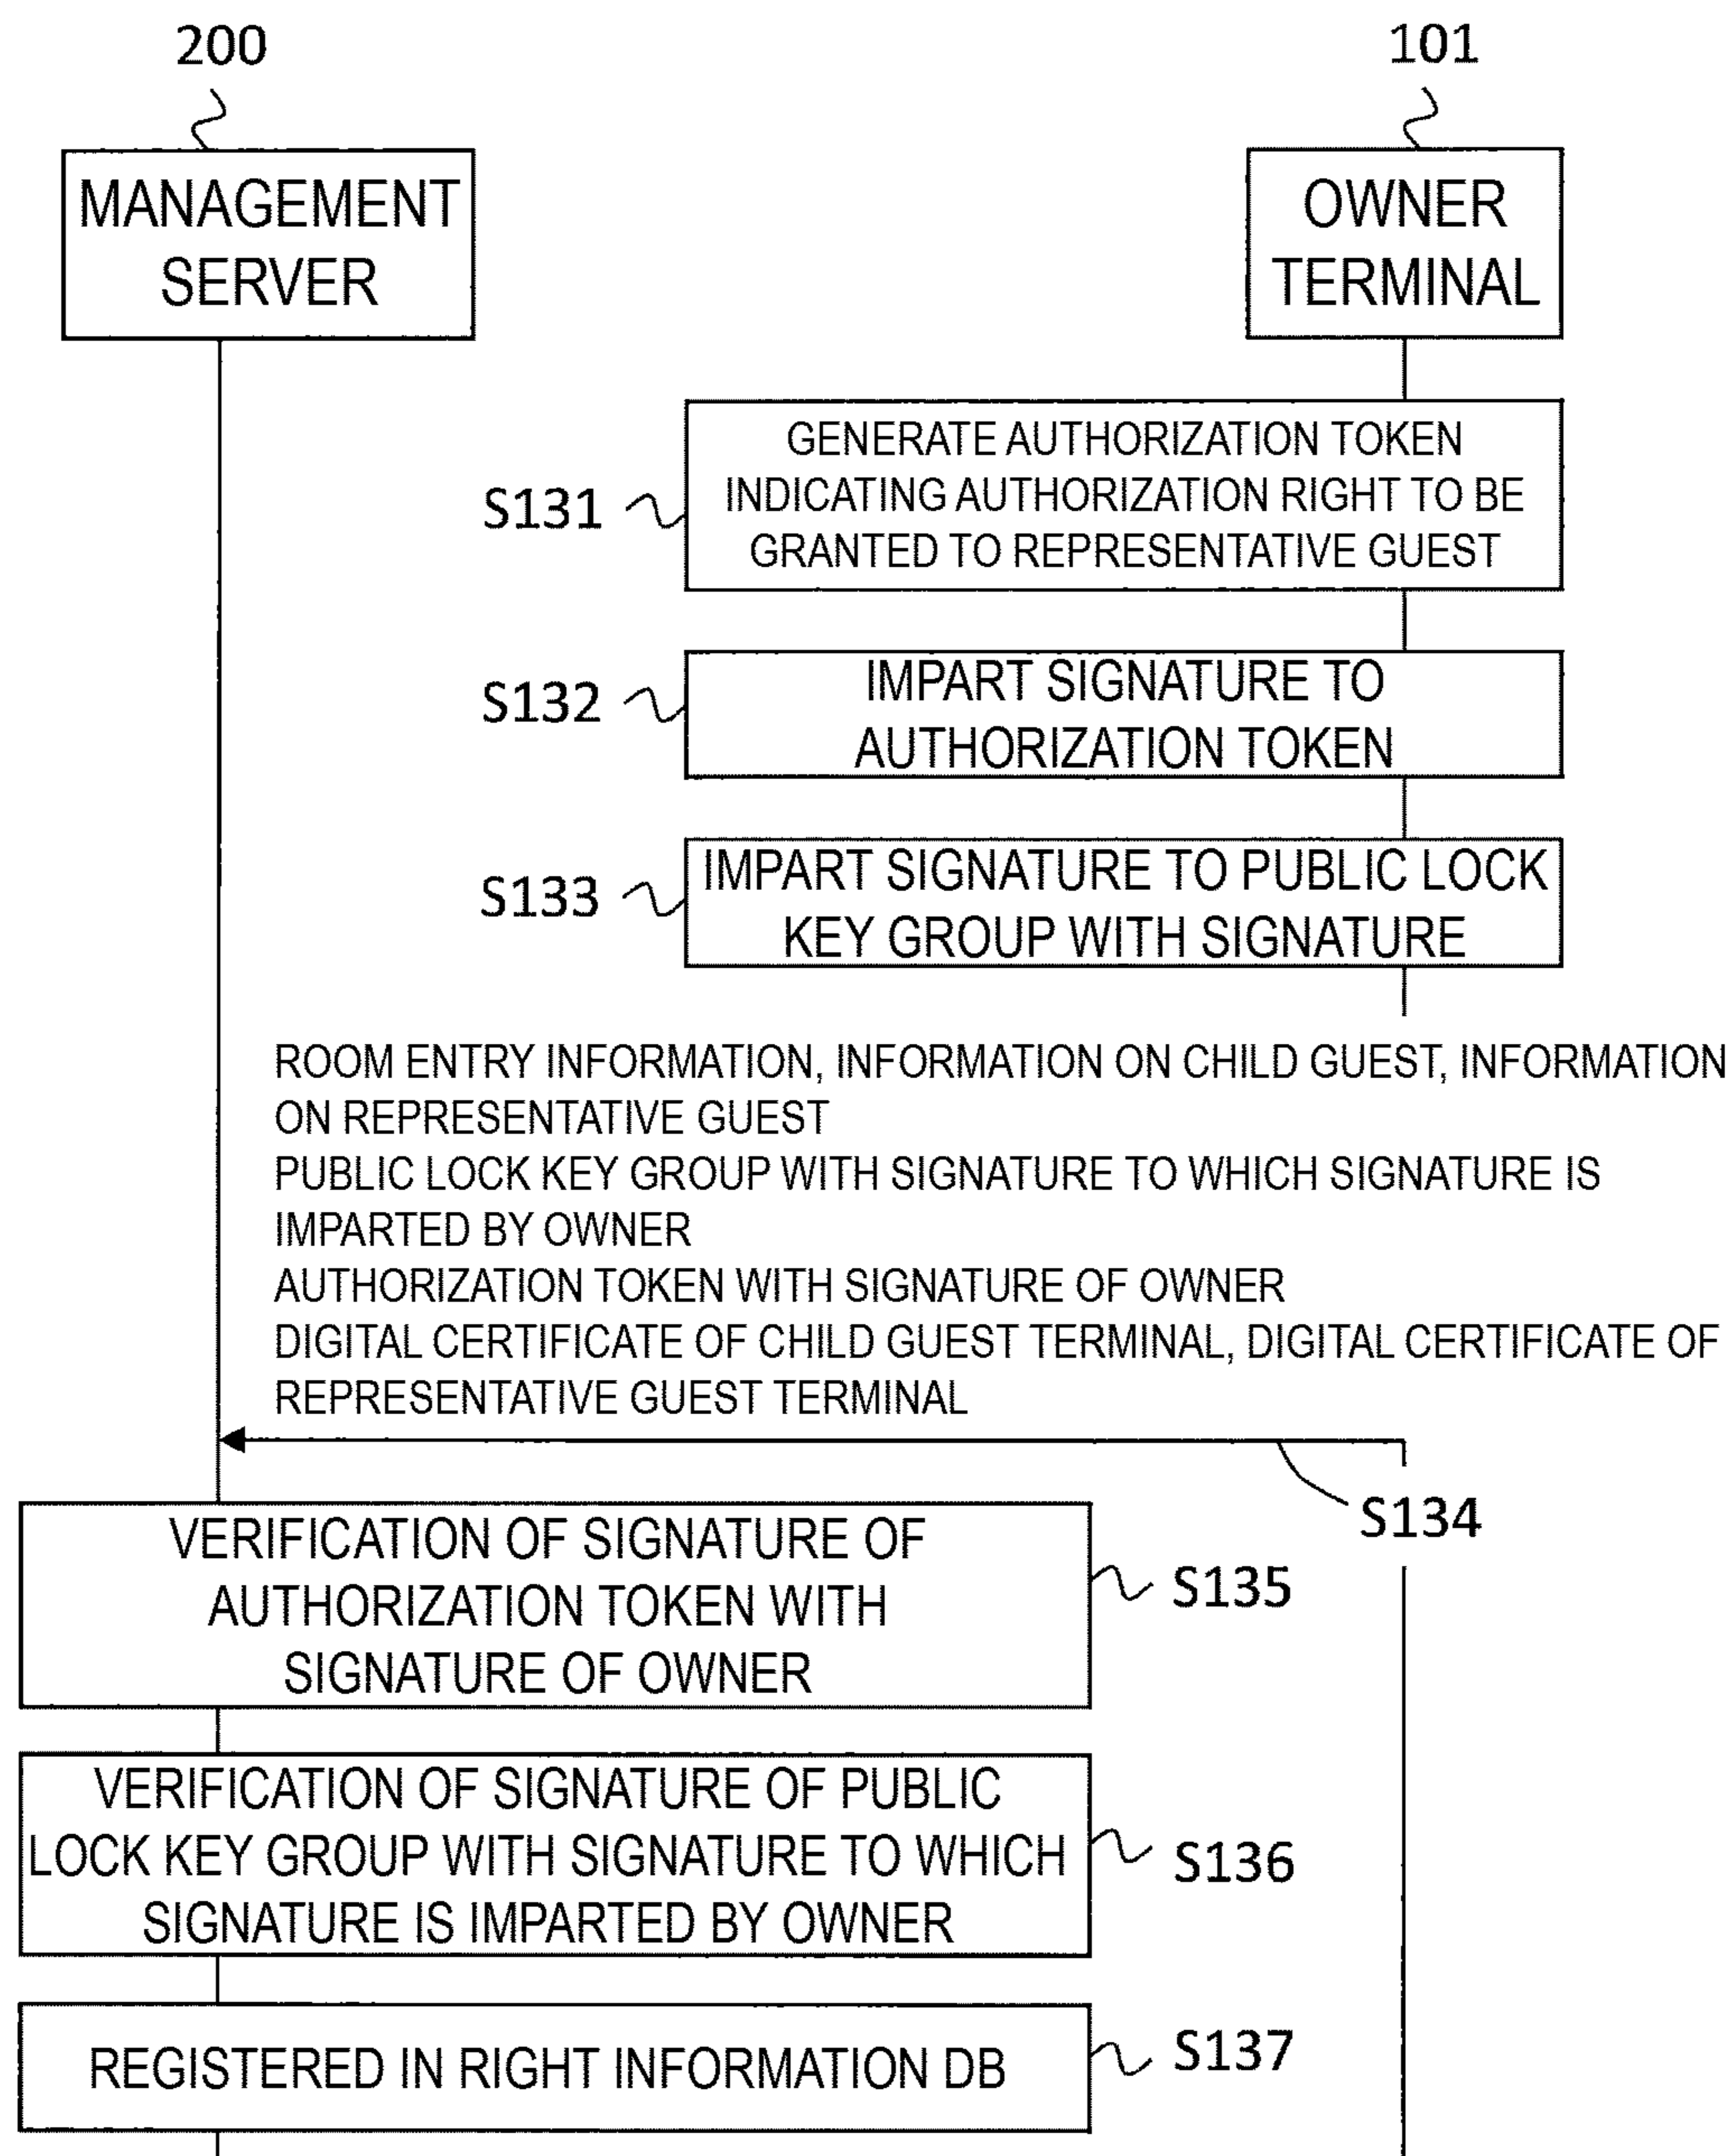 200
101
MANAGEMENT
SERVER
OWNER
TERMINAL
GENERATE AUTHORIZATION TOKEN
INDICATING AUTHORIZATION RIGHT TO BE
GRANTED TO REPRESENTATIVE GUEST
S131
IMPART SIGNATURE TO
AUTHORIZATION TOKEN
S132
IMPART SIGNATURE TO PUBLIC LOCK
KEY GROUP WITH SIGNATURE
S133
ROOM ENTRY INFORMATION, INFORMATION ON CHILD GUEST, INFORMATION
ON REPRESENTATIVE GUEST
PUBLIC LOCK KEY GROUP WITH SIGNATURE TO WHICH SIGNATURE IS
IMPARTED BY OWNER
AUTHORIZATION TOKEN WITH SIGNATURE OF OWNER
DIGITAL CERTIFICATE OF CHILD GUEST TERMINAL, DIGITAL CERTIFICATE OF
REPRESENTATIVE GUEST TERMINAL
S134
VERIFICATION OF SIGNATURE OF
AUTHORIZATION TOKEN WITH
SIGNATURE OF OWNER
S135
VERIFICATION OF SIGNATURE OF PUBLIC
LOCK KEY GROUP WITH SIGNATURE TO WHICH
SIGNATURE IS IMPARTED BY OWNER
S136
REGISTERED IN RIGHT INFORMATION DB
S137